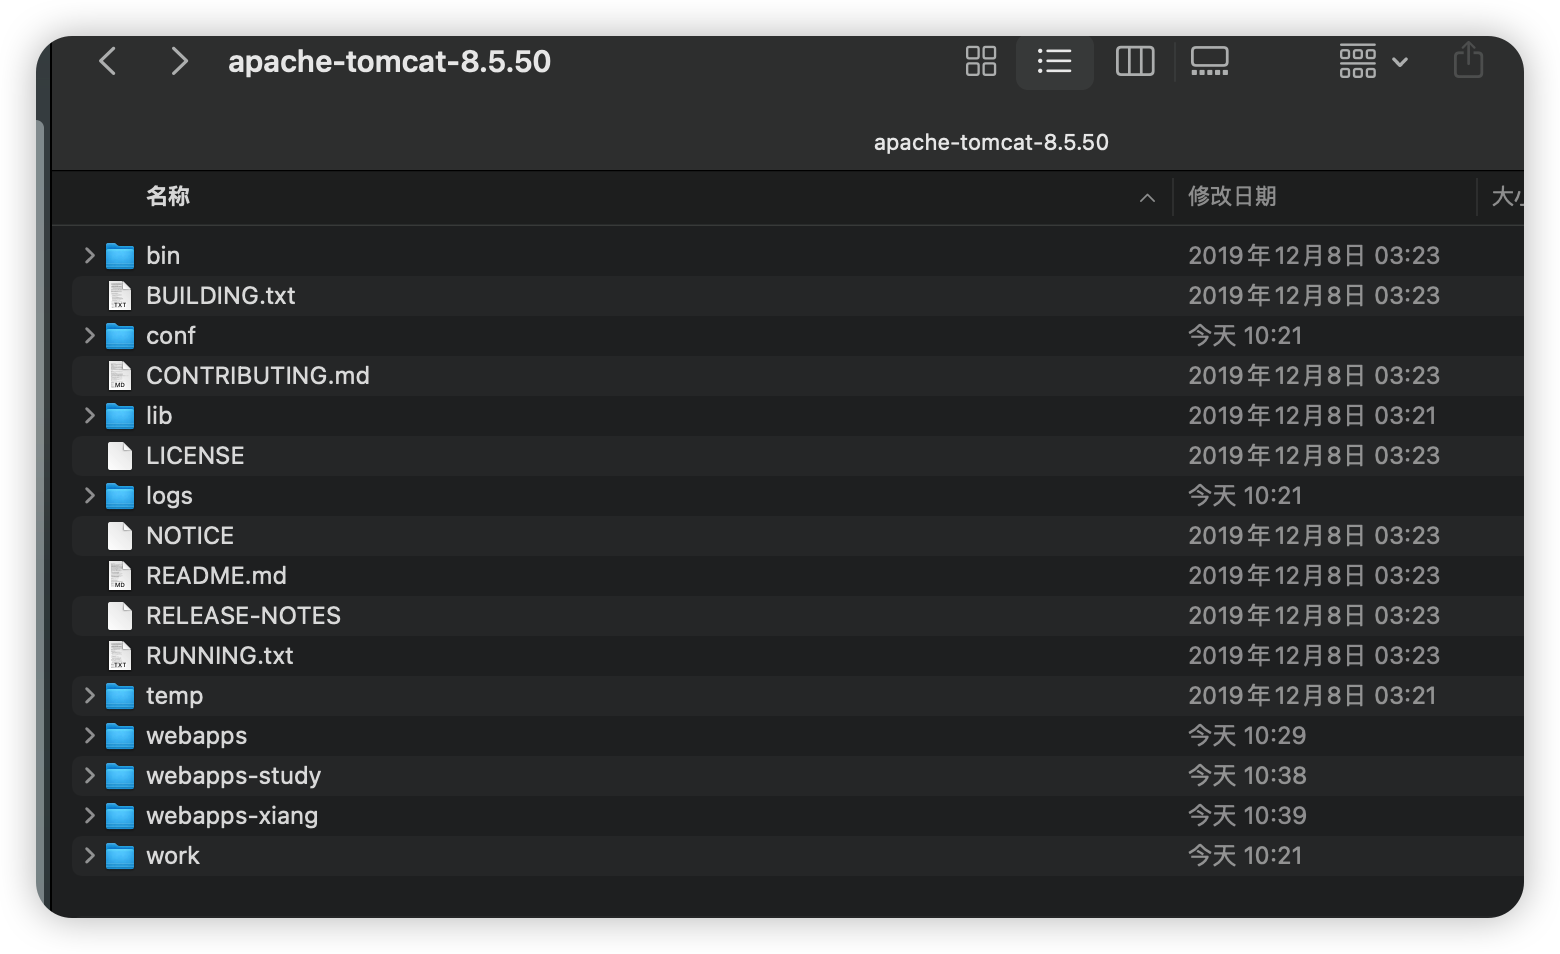 apache-tomcat-8.5.50
apache-tomcat-8.5.50
名称 修改日期 大小
bin 2019年12月8日 03:23
BUILDING.txt 2019年12月8日 03:23
conf 今天 10:21
CONTRIBUTING.md 2019年12月8日 03:23
lib 2019年12月8日 03:21
LICENSE 2019年12月8日 03:23
logs 今天 10:21
NOTICE 2019年12月8日 03:23
README.md 2019年12月8日 03:23
RELEASE-NOTES 2019年12月8日 03:23
RUNNING.txt 2019年12月8日 03:23
temp 2019年12月8日 03:21
webapps 今天 10:29
webapps-study 今天 10:38
webapps-xiang 今天 10:39
work 今天 10:21